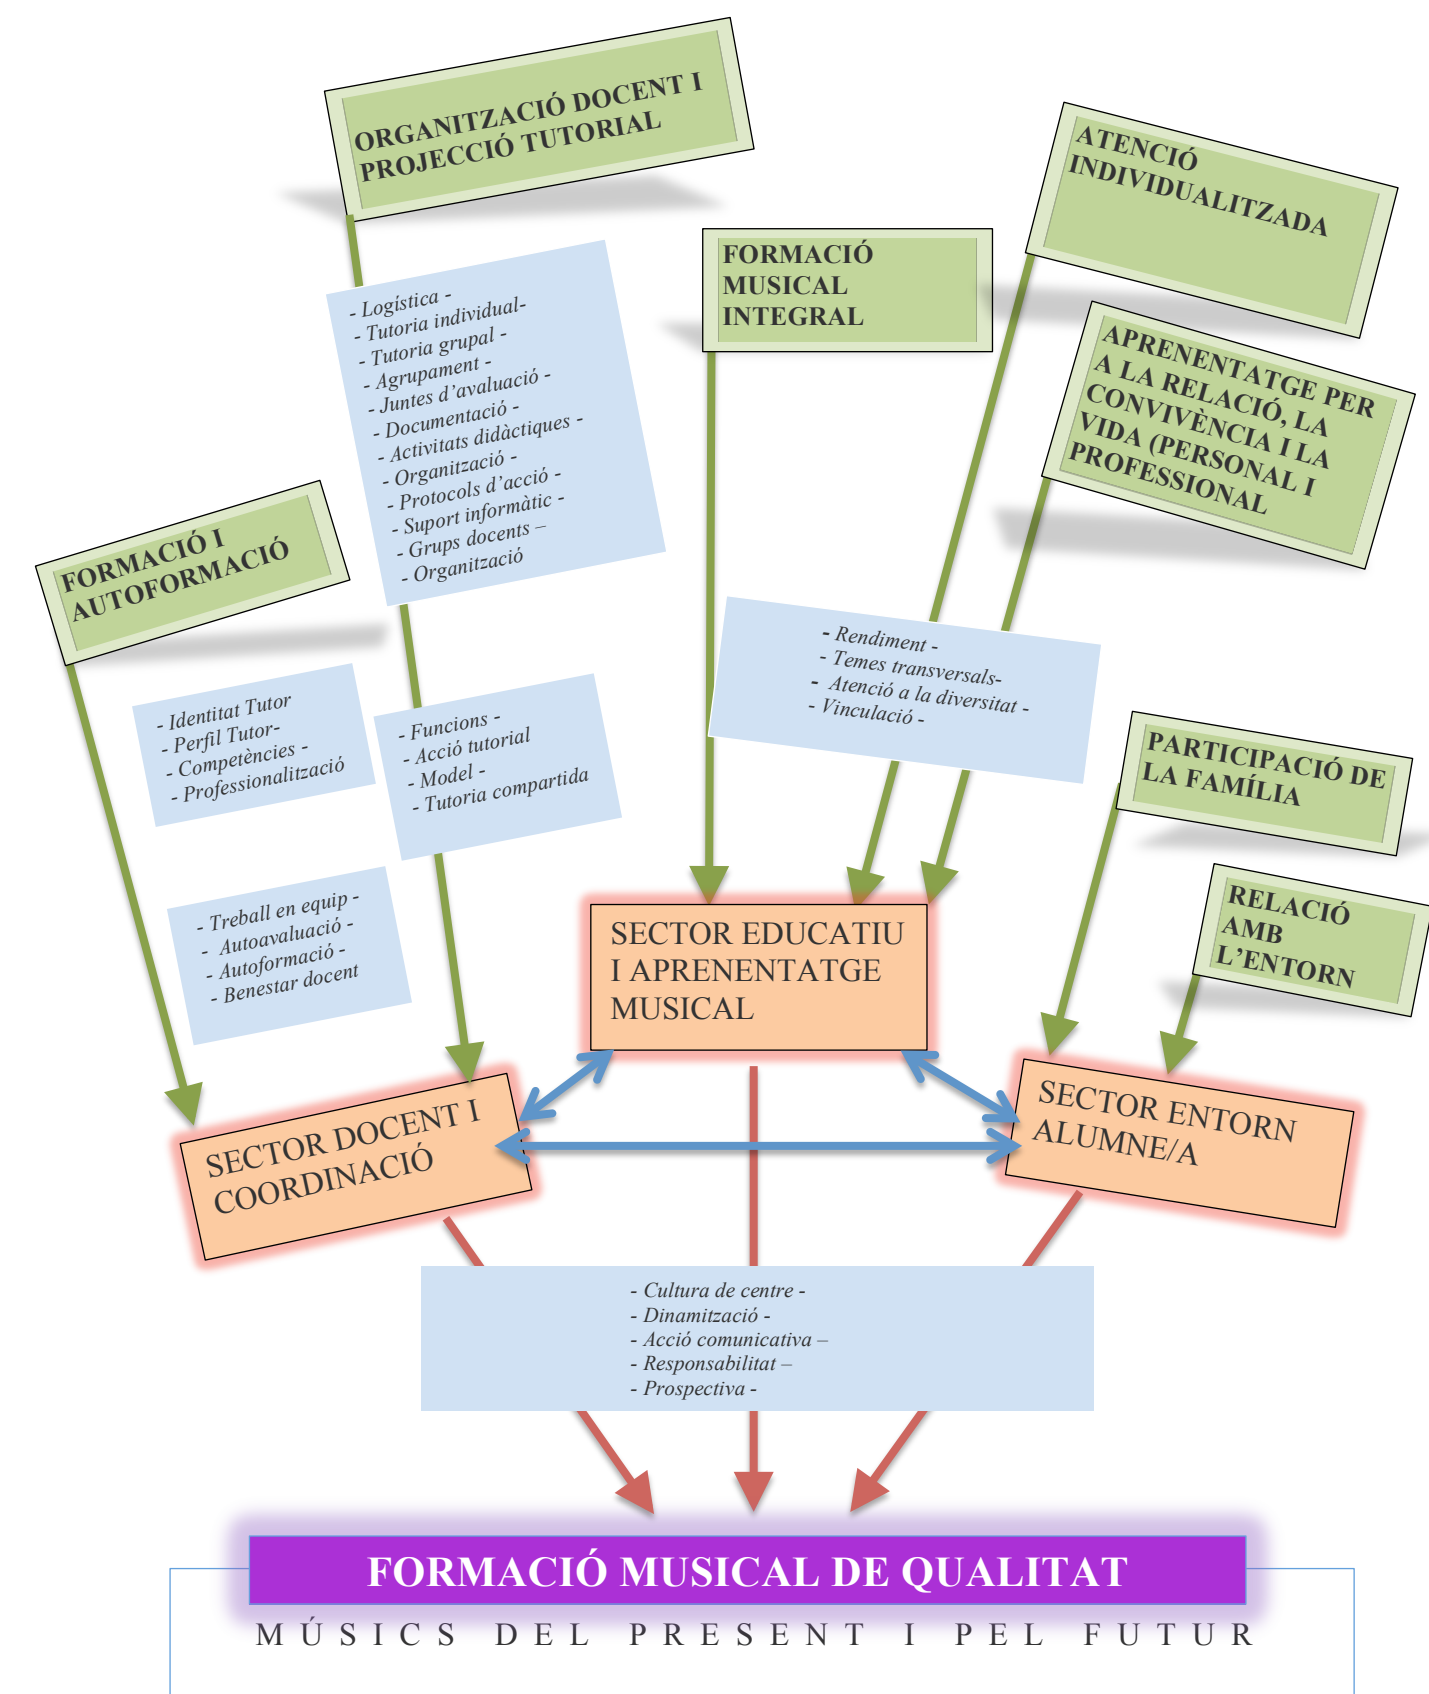 ORGANITZACIÓ DOCENT I
PROJECCIÓ TUTORIAL
ATENCIÓ
INDIVIDUALITZADA
FORMACIÓ
MUSICAL
INTEGRAL
APRENENTATGE PER
A LA RELACIÓ, LA
CONVIVÈNCIA I LA
VIDA (PERSONAL I
PROFESSIONAL
- Logística -
- Tutoria individual-
- Tutoria grupal -
- Agrupament -
- Juntes d'avaluació -
- Documentació -
- Activitats didàctiques -
- Organització -
- Protocols d'acció -
- Suport informàtic -
- Grups docents –
- Organització
FORMACIÓ I
AUTOFORMACIÓ
- Identitat Tutor
- Perfil Tutor-
- Competències -
- Professionalització
- Funcions -
- Acció tutorial
- Model -
- Tutoria compartida
- Rendiment -
- Temes transversals-
- Atenció a la diversitat -
- Vinculació -
PARTICIPACIÓ DE
LA FAMÍLIA
RELACIÓ
AMB
L'ENTORN
- Treball en equip -
- Autoavaluació -
- Autoformació -
- Benestar docent
SECTOR EDUCATIU
I APRENENTATGE
MUSICAL
SECTOR DOCENT I
COORDINACIÓ
SECTOR ENTORN
ALUMNE/A
- Cultura de centre -
- Dinamització -
- Acció comunicativa –
- Responsabilitat –
- Prospectiva -
FORMACIÓ MUSICAL DE QUALITAT
MÚSICS DEL PRESENT I PEL FUTUR